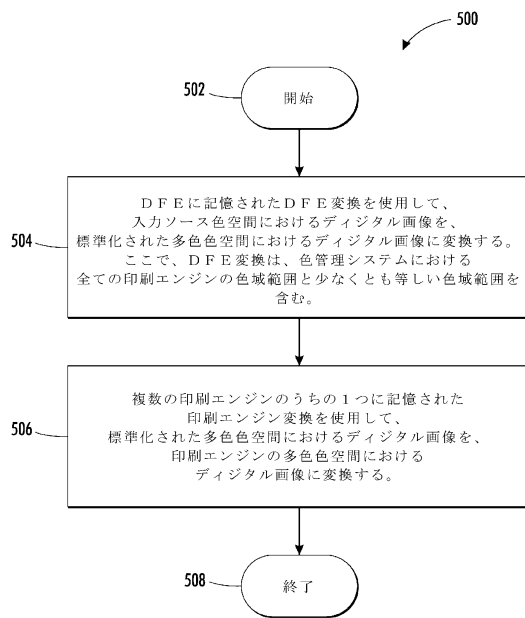 500
502
開始
504
DFEに記憶されたDFE変換を使用して、
入力ソース色空間におけるディジタル画像を、
標準化された多色色空間におけるディジタル画像に変換する。
ここで、DFE変換は、色管理システムにおける
全ての印刷エンジンの色域範囲と少なくとも等しい色域範囲を
含む。
506
複数の印刷エンジンのうちの1つに記憶された
印刷エンジン変換を使用して、
標準化された多色色空間におけるディジタル画像を、
印刷エンジンの多色色空間における
ディジタル画像に変換する。
508
終了